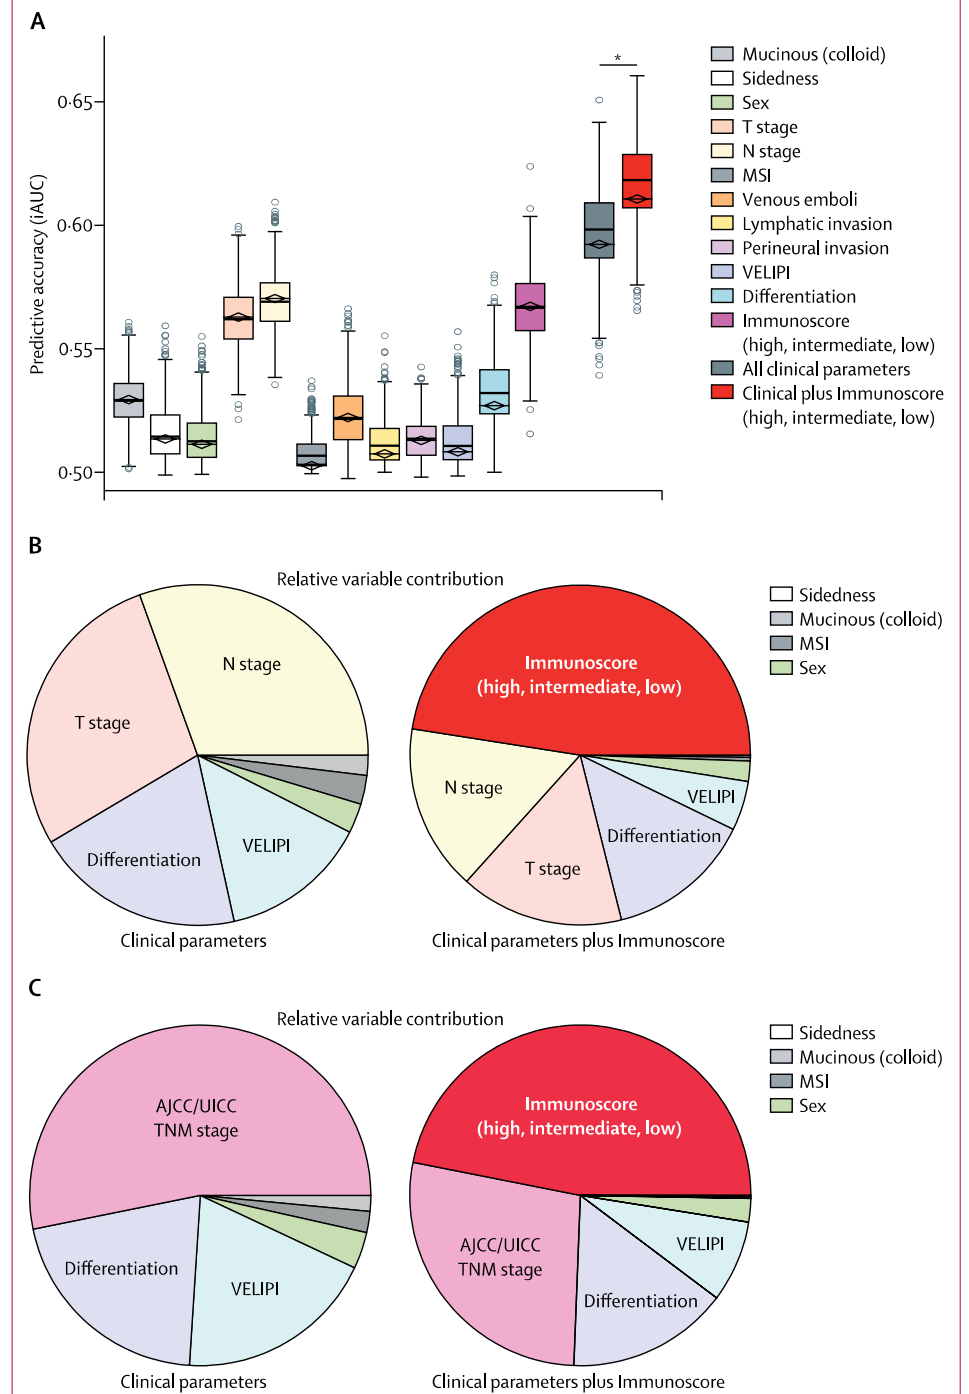 A
Predictive accuracy (iAUC)
0·65
0·60
0·55
0·50
*
Mucinous (colloid)
Sidedness
Sex
T stage
N stage
MSI
Venous emboli
Lymphatic invasion
Perineural invasion
VELIPI
Differentiation
Immunoscore
(high, intermediate, low)
All clinical parameters
Clinical plus Immunoscore
(high, intermediate, low)
B
Relative variable contribution
N stage
T stage
Differentiation
VELIPI
Clinical parameters
Immunoscore
(high, intermediate, low)
N stage
T stage
Differentiation
VELIPI
Clinical parameters plus Immunoscore
Sidedness
Mucinous (colloid)
MSI
Sex
C
Relative variable contribution
AJCC/UICC
TNM stage
Differentiation
VELIPI
Clinical parameters
Immunoscore
(high, intermediate, low)
AJCC/UICC
TNM stage
Differentiation
VELIPI
Clinical parameters plus Immunoscore
Sidedness
Mucinous (colloid)
MSI
Sex